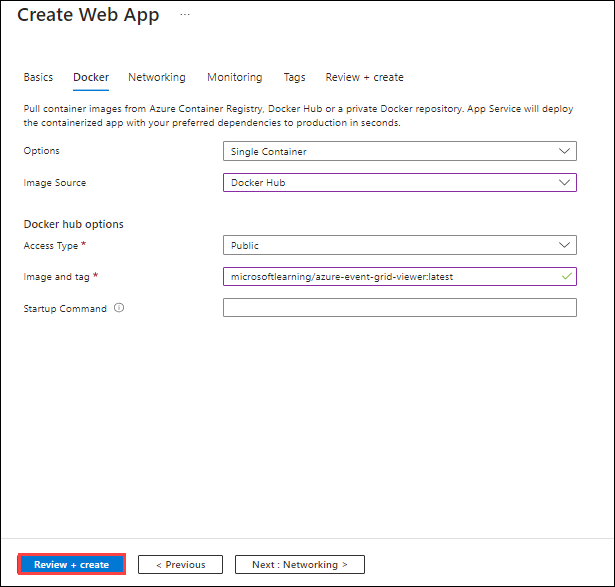 Create Web App ...
Basics Docker Networking Monitoring Tags Review + create
Pull container images from Azure Container Registry, Docker Hub or a private Docker repository. App Service will deploy
the containerized app with your preferred dependencies to production in seconds.
Options Single Container
Image Source Docker Hub
Docker hub options
Access Type * Public
Image and tag * microsoftlearning/azure-event-grid-viewer:latest
Startup Command
Review + create < Previous Next : Networking >